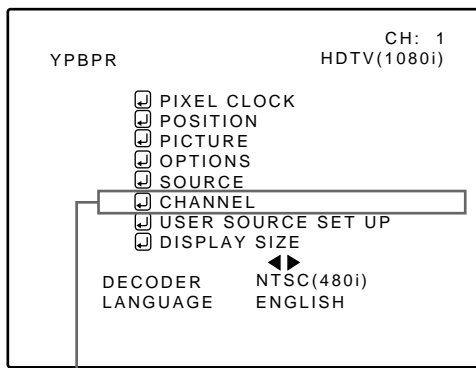 CH: 1
YPBPR HDTV(1080i)
PIXEL CLOCK
POSITION
PICTURE
OPTIONS
SOURCE
CHANNEL
USER SOURCE SET UP
DISPLAY SIZE
DECODER NTSC(480i)
LANGUAGE ENGLISH